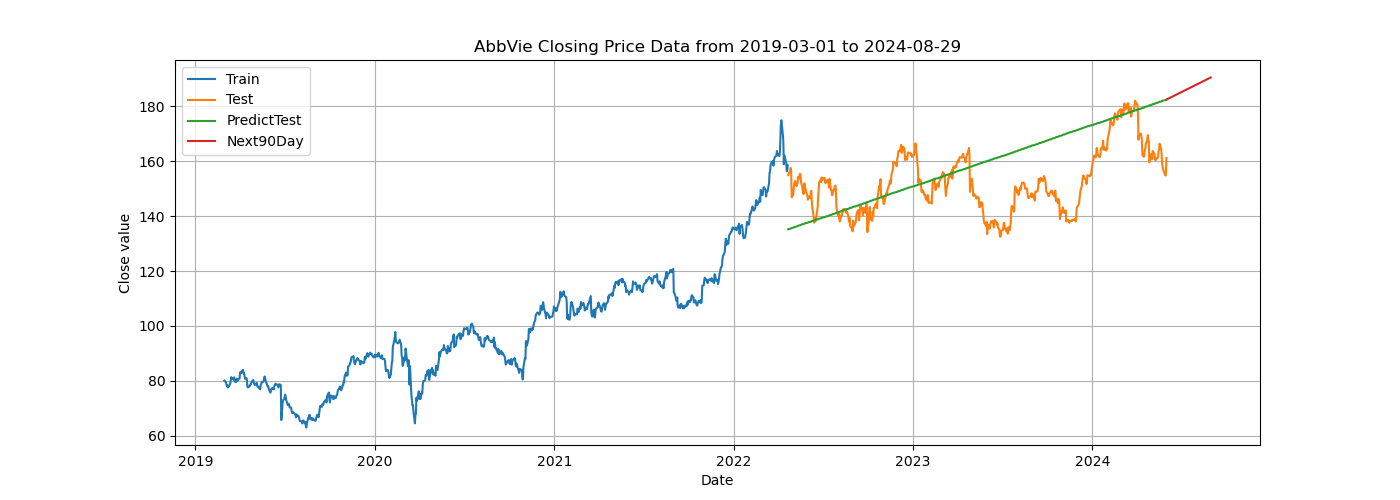 AbbVie Closing Price Data from 2019-03-01 to 2024-08-29
Train
Test
PredictTest
Next90Day
Close value
180
160
140
120
100
80
60
2019 2020 2021 2022 2023 2024
Date